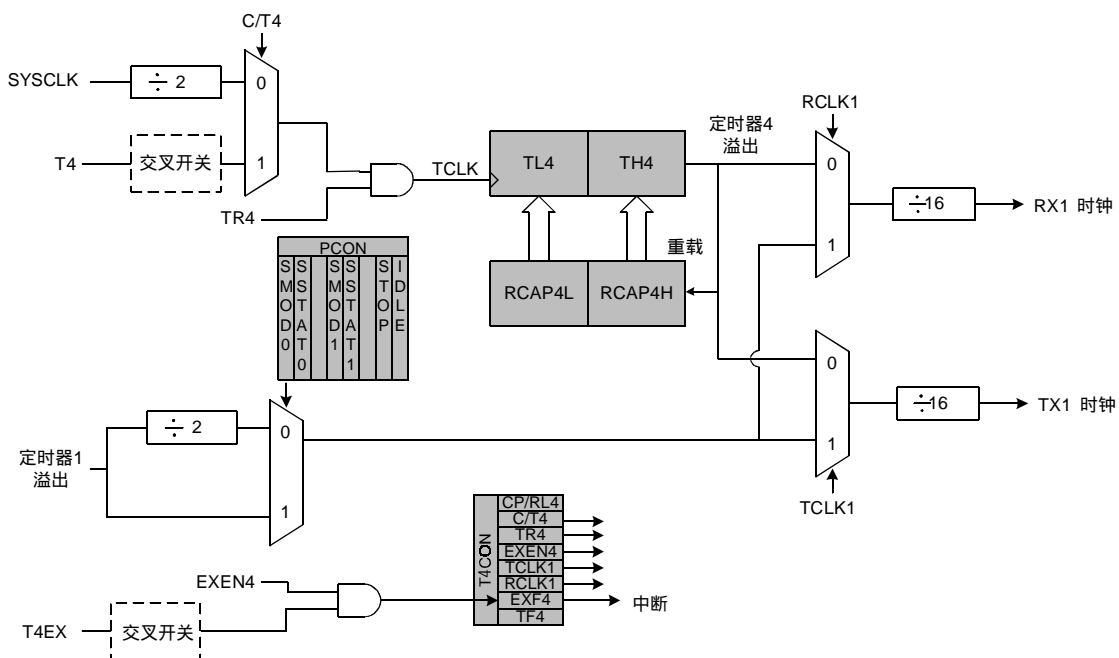 C/T4
SYSCLK
÷ 2
0
T4
交叉开关
1
TR4
TCLK
TL4
TH4
定时器4
溢出
RCLK1
0
1
÷16
RX1 时钟
重载
RCAP4L
RCAP4H
PCON
SMOD0
SSTAT0
SMOD1
SSTAT1
STOP
IDLE
0
1
÷16
TX1 时钟
TCLK1
定时器1
溢出
÷ 2
0
1
T4CON
CP/RL4
C/T4
TR4
EXEN4
TCLK1
RCLK1
EXF4
TF4
中断
EXEN4
T4EX
交叉开关